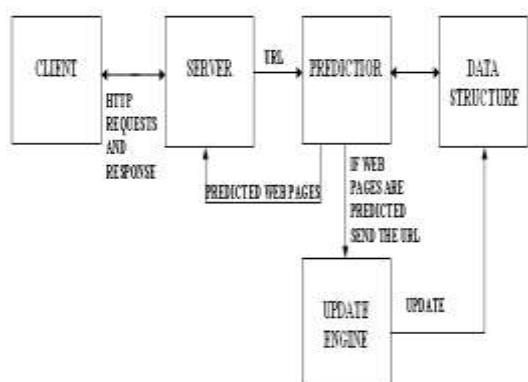 CLIENT
SERVER
URL
PREDICTIOR
DATA
STRUCTURE
HTTP
REQUESTS
AND
RESPONSE
PREDICTED WEB PAGES
IF WEB
PAGES ARE
PREDICTED
SEND THE URL
UPDATE
ENGINE
UPDATE